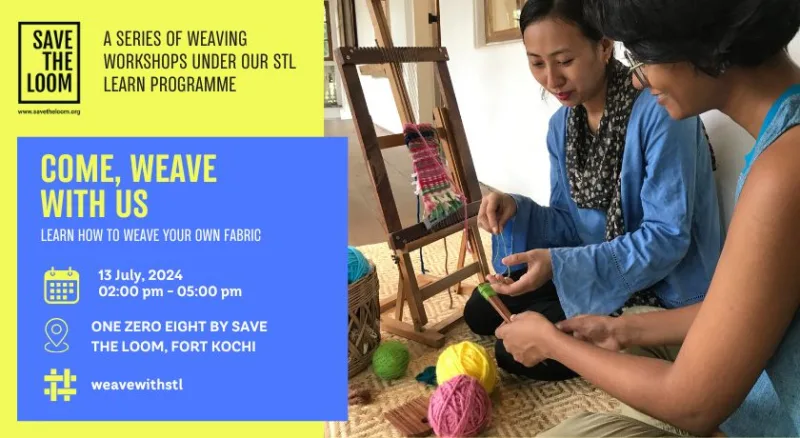 SAVE
THE
LOOM
www.savetheloom.org
A SERIES OF WEAVING
WORKSHOPS UNDER OUR STL
LEARN PROGRAMME
COME, WEAVE
WITH US
LEARN HOW TO WEAVE YOUR OWN FABRIC
13 July, 2024
02:00 pm – 05:00 pm
ONE ZERO EIGHT BY SAVE
THE LOOM, FORT KOCHI
# weavewithstl